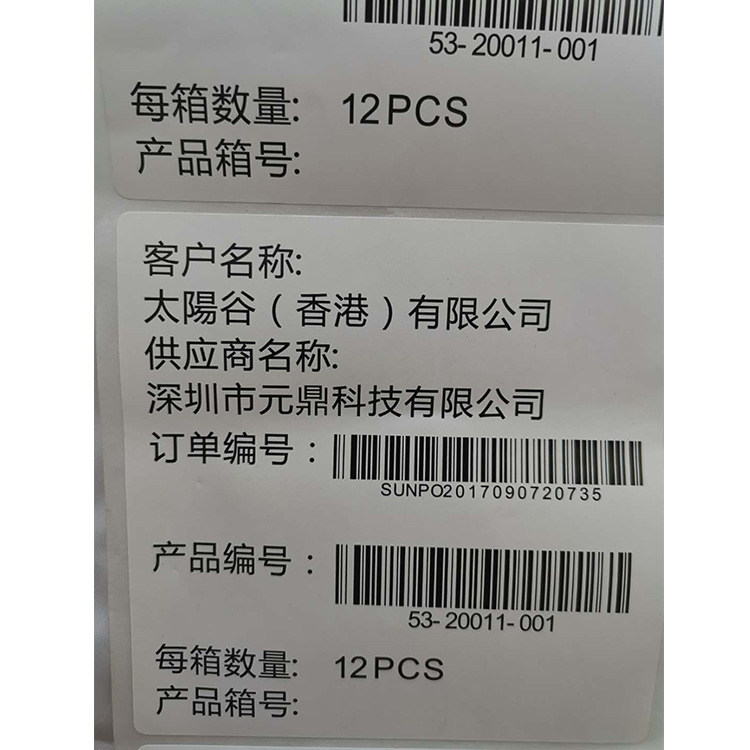 53-20011-001
每箱数量: 12PCS
产品箱号:
客户名称:
太陽谷（香港）有限公司
供应商名称:
深圳市元鼎科技有限公司
订单编号：
SUNPO2017090720735
产品编号：
53-20011-001
每箱数量: 12PCS
产品箱号: